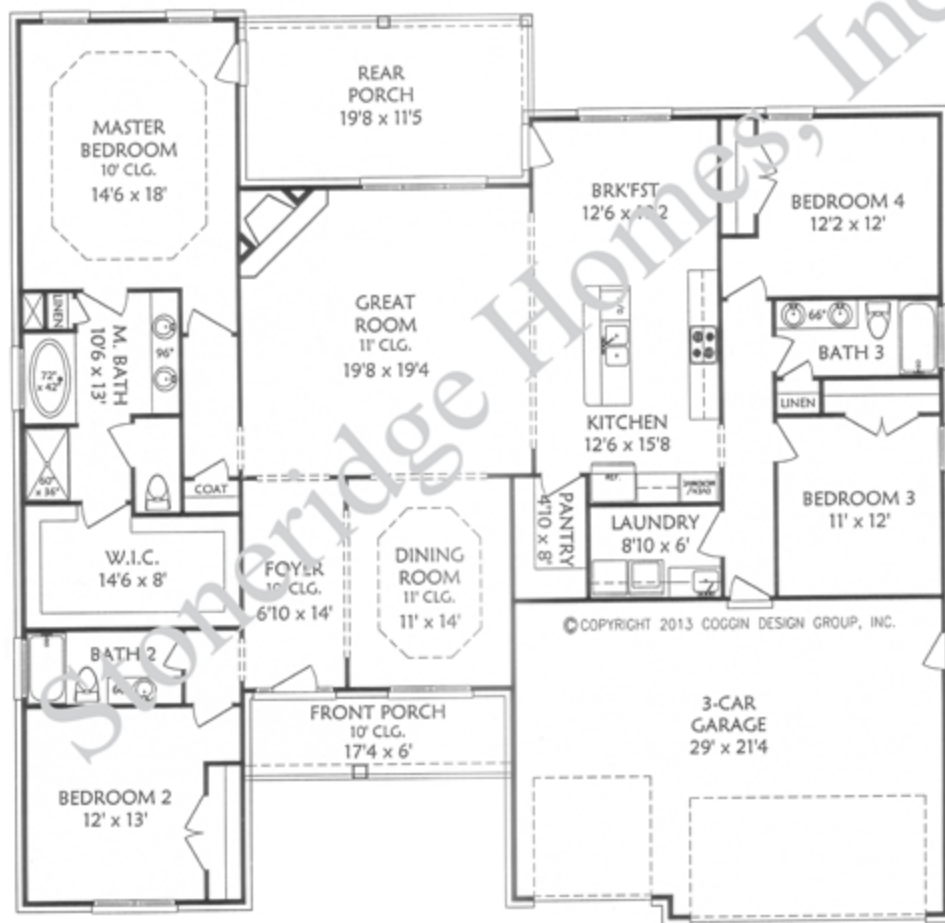 Stoneridge Homes, Inc
REAR
PORCH
19'8 x 11'5
MASTER
BEDROOM
10' CLG.
14'6 x 18'
BRK'FST
12'6 x
BEDROOM 4
12'2 x 12'
GREAT
ROOM
11' CLG.
19'8 x 19'4
LINEN
M. BATH
10'6 x 13'
96"
72"
x 42"
60"
x 36"
66"
BATH 3
LINEN
KITCHEN
12'6 x 15'8
COAT
REF.
PANTRY
4'10 x 8'
LAUNDRY
8'10 x 6'
BEDROOM 3
11' x 12'
W.I.C.
14'6 x 8'
FOYER
CLG.
6'10 x 14'
DINING
ROOM
11' CLG.
11' x 14'
©COPYRIGHT 2013 COGGIN DESIGN GROUP, INC.
BATH 2
FRONT PORCH
10' CLG.
17'4 x 6'
3-CAR
GARAGE
29' x 21'4
BEDROOM 2
12' x 13'